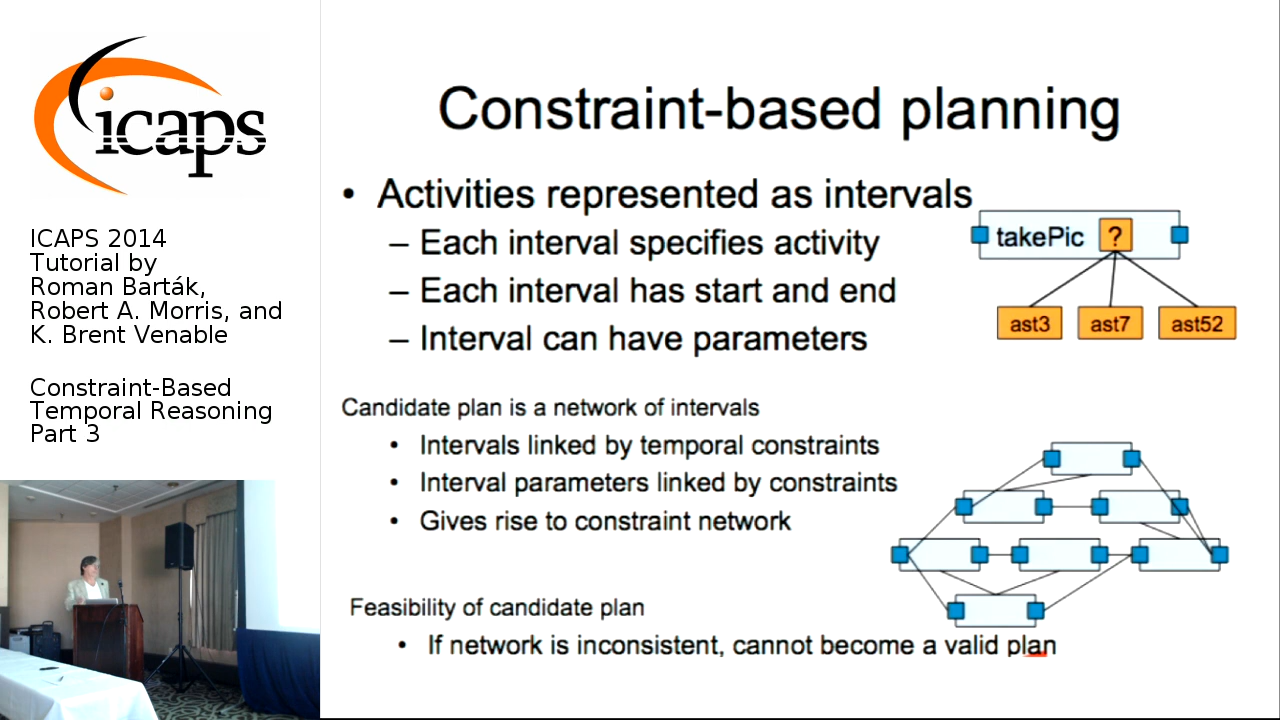 icaps
ICAPS 2014
Tutorial by
Roman Barták,
Robert A. Morris, and
K. Brent Venable
Constraint-Based
Temporal Reasoning
Part 3
Constraint-based planning
• Activities represented as intervals
– Each interval specifies activity
– Each interval has start and end
– Interval can have parameters
takePic ?
ast3 ast7 ast52
Candidate plan is a network of intervals
• Intervals linked by temporal constraints
• Interval parameters linked by constraints
• Gives rise to constraint network
Feasibility of candidate plan
• If network is inconsistent, cannot become a valid plan